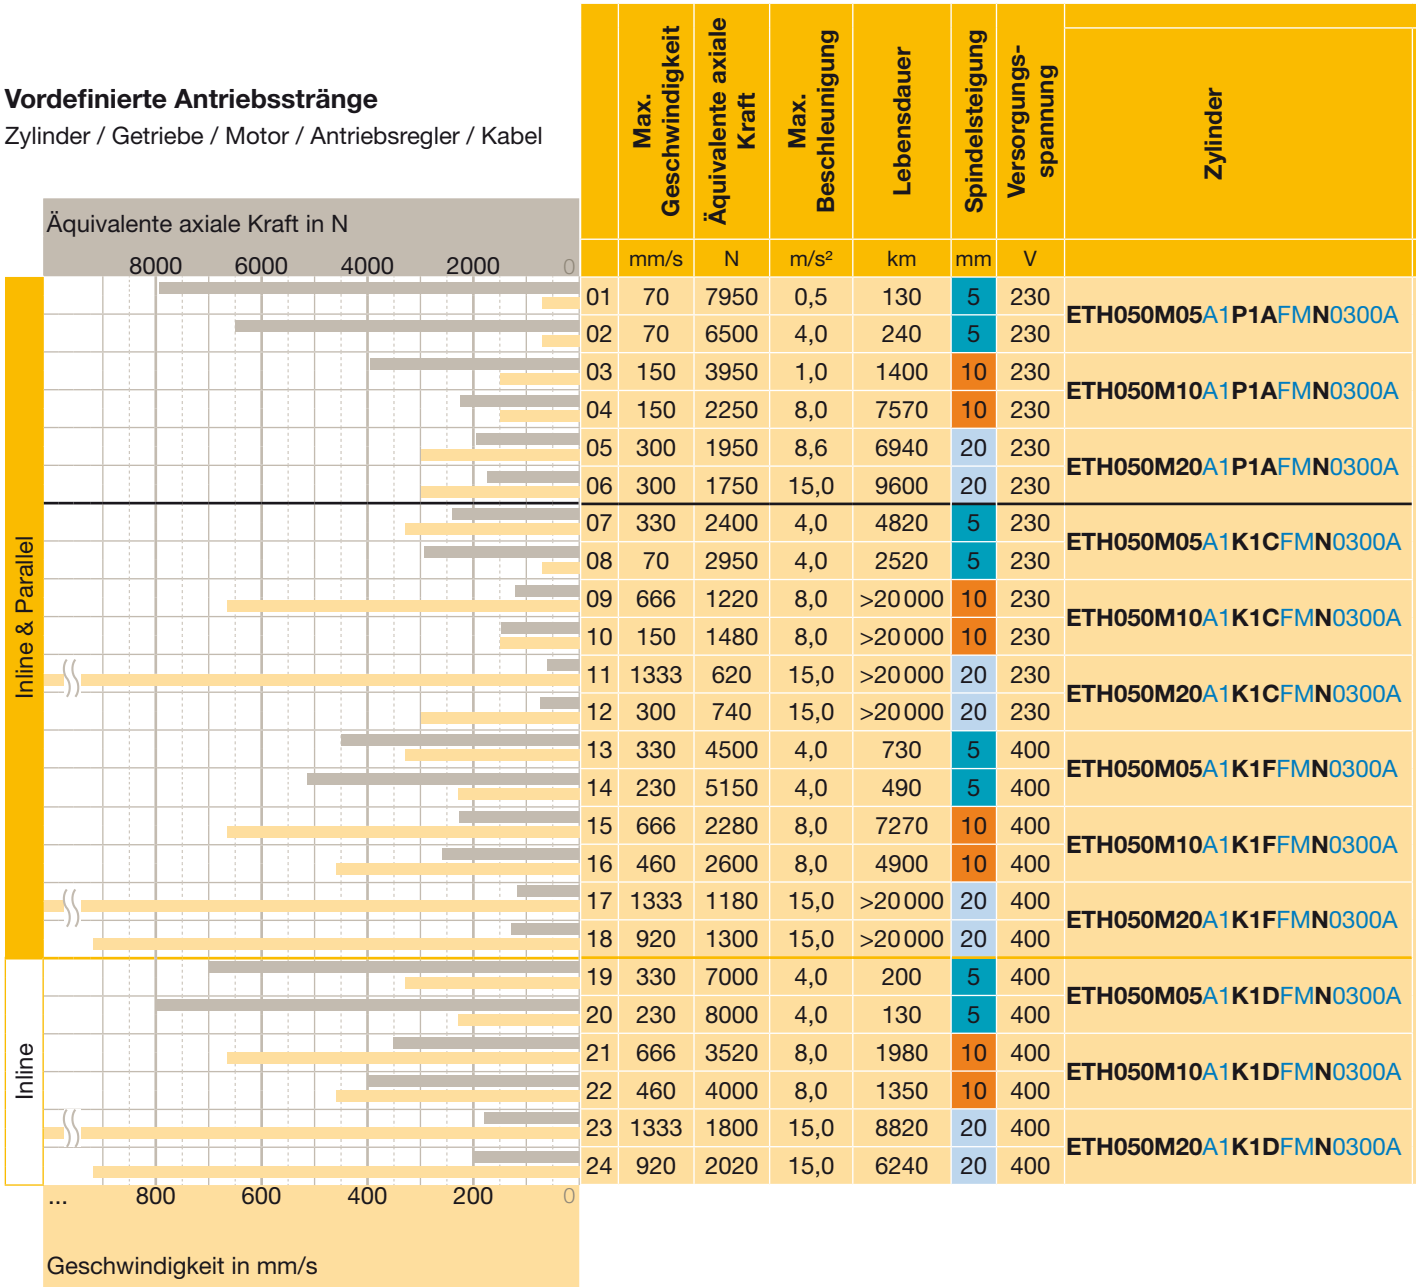 Vordefinierte Antriebsstränge
Zylinder / Getriebe / Motor / Antriebsregler / Kabel
Max. Geschwindigkeit
Äquivalente axiale Kraft
Max. Beschleunigung
Lebensdauer
Spindelsteigung
Versorgungs-
spannung
Zylinder
Äquivalente axiale Kraft in N
8000 6000 4000 2000 0
mm/s N m/s² km mm V
Inline & Parallel
01 70 7950 0,5 130 5 230
ETH050M05A1P1AFMN0300A
02 70 6500 4,0 240 5 230
03 150 3950 1,0 1400 10 230
ETH050M10A1P1AFMN0300A
04 150 2250 8,0 7570 10 230
05 300 1950 8,6 6940 20 230
ETH050M20A1P1AFMN0300A
06 300 1750 15,0 9600 20 230
07 330 2400 4,0 4820 5 230
ETH050M05A1K1CFMN0300A
08 70 2950 4,0 2520 5 230
09 666 1220 8,0 >20 000 10 230
ETH050M10A1K1CFMN0300A
10 150 1480 8,0 >20 000 10 230
11 1333 620 15,0 >20 000 20 230
ETH050M20A1K1CFMN0300A
12 300 740 15,0 >20 000 20 230
13 330 4500 4,0 730 5 400
ETH050M05A1K1FFMN0300A
14 230 5150 4,0 490 5 400
15 666 2280 8,0 7270 10 400
ETH050M10A1K1FFMN0300A
16 460 2600 8,0 4900 10 400
17 1333 1180 15,0 >20 000 20 400
ETH050M20A1K1FFMN0300A
18 920 1300 15,0 >20 000 20 400
Inline
19 330 7000 4,0 200 5 400
ETH050M05A1K1DFMN0300A
20 230 8000 4,0 130 5 400
21 666 3520 8,0 1980 10 400
ETH050M10A1K1DFMN0300A
22 460 4000 8,0 1350 10 400
23 1333 1800 15,0 8820 20 400
ETH050M20A1K1DFMN0300A
24 920 2020 15,0 6240 20 400
... 800 600 400 200 0
Geschwindigkeit in mm/s